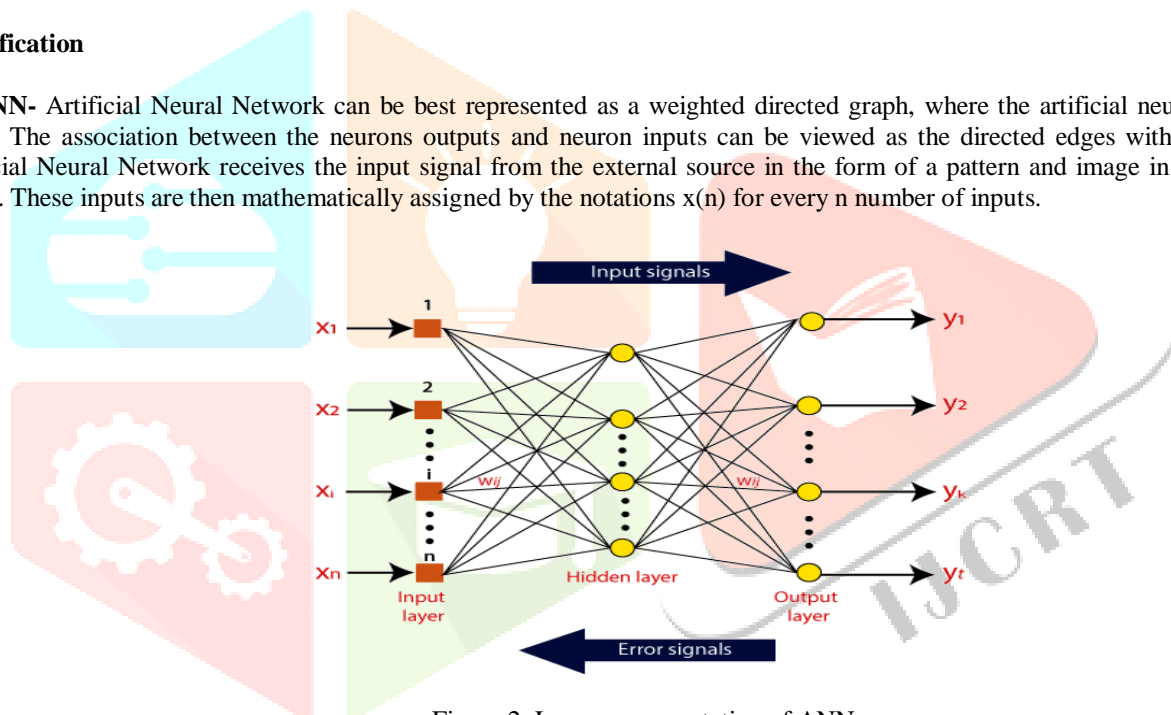 fication
NN- Artificial Neural Network can be best represented as a weighted directed graph, where the artificial neu
The association between the neurons outputs and neuron inputs can be viewed as the directed edges with
cial Neural Network receives the input signal from the external source in the form of a pattern and image in
. These inputs are then mathematically assigned by the notations x(n) for every n number of inputs.
Input signals
1
x1
y1
2
x2
y2
i
xi
wij
wij
yk
n
xn
Hidden layer
yt
Input
layer
Output
layer
Error signals
IJCRT